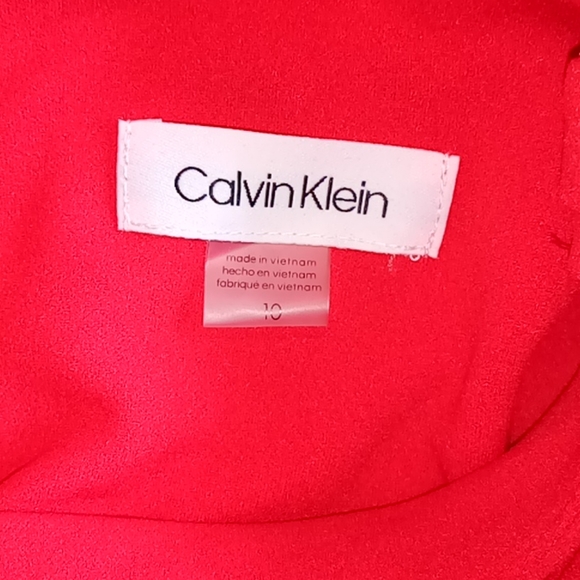 Calvin Klein
made in vietnam
hecho en vietnam
fabriqué en vietnam
10